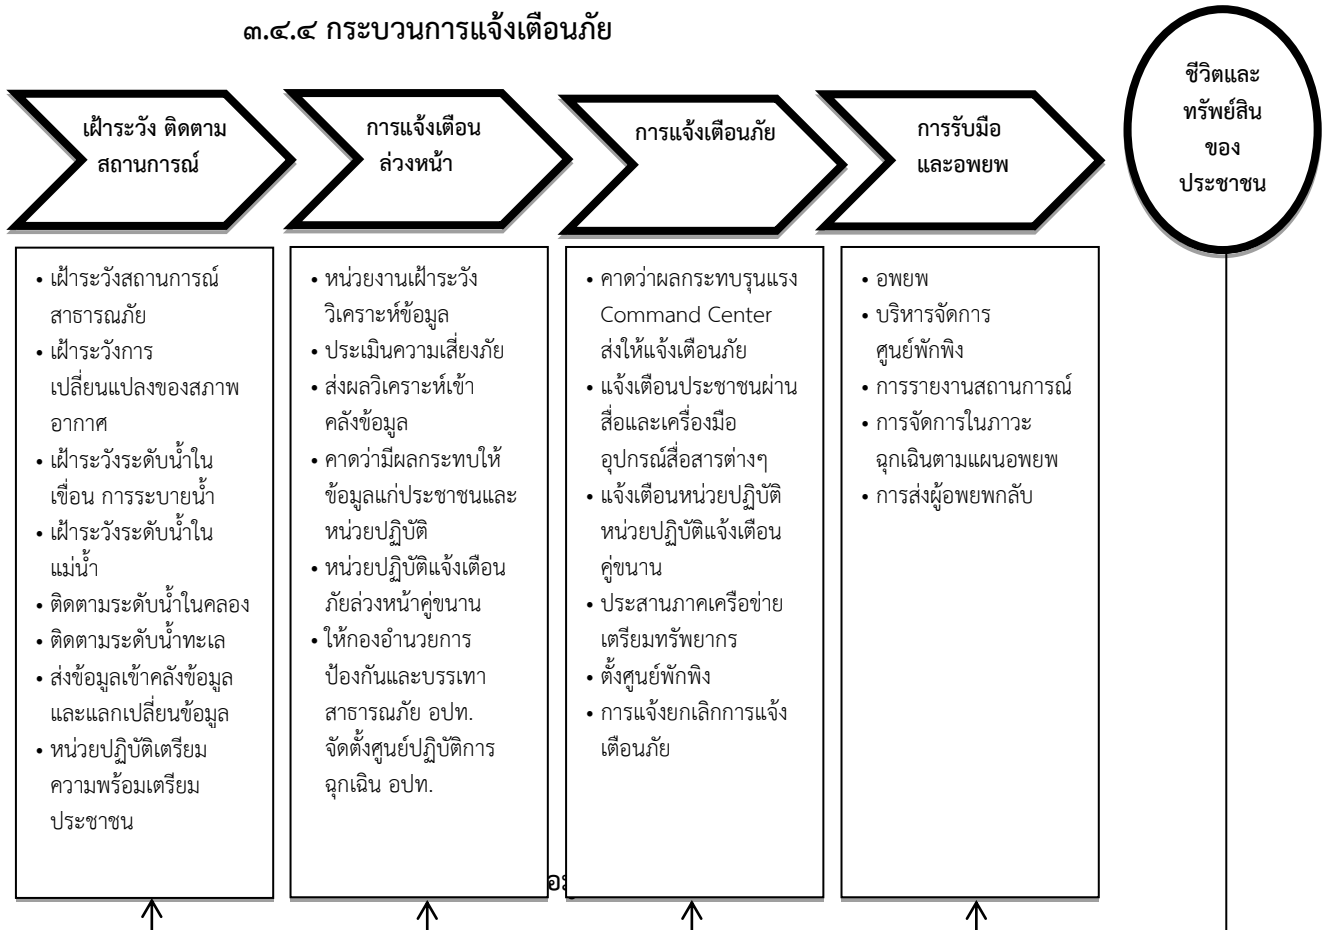 ๓.๔.๔ กระบวนการแจ้งเตือนภัย
เฝ้าระวัง ติดตาม
สถานการณ์
การแจ้งเตือน
ล่วงหน้า
การแจ้งเตือนภัย
การรับมือ
และอพยพ
ชีวิตและ
ทรัพย์สิน
ของ
ประชาชน
• เฝ้าระวังสถานการณ์
สาธารณภัย
• เฝ้าระวังการ
เปลี่ยนแปลงของสภาพ
อากาศ
• เฝ้าระวังระดับน้ำใน
เขื่อน การระบายน้ำ
• เฝ้าระวังระดับน้ำใน
แม่น้ำ
• ติดตามระดับน้ำในคลอง
• ติดตามระดับน้ำทะเล
• ส่งข้อมูลเข้าคลังข้อมูล
และแลกเปลี่ยนข้อมูล
• หน่วยปฏิบัติเตรียม
ความพร้อมเตรียม
ประชาชน
• หน่วยงานเฝ้าระวัง
วิเคราะห์ข้อมูล
• ประเมินความเสี่ยงภัย
• ส่งผลวิเคราะห์เข้า
คลังข้อมูล
• คาดว่ามีผลกระทบให้
ข้อมูลแก่ประชาชนและ
หน่วยปฏิบัติ
• หน่วยปฏิบัติแจ้งเตือน
ภัยล่วงหน้าคู่ขนาน
• ให้กองอำนวยการ
ป้องกันและบรรเทา
สาธารณภัย อปท.
จัดตั้งศูนย์ปฏิบัติการ
ฉุกเฉิน อปท.
• คาดว่าผลกระทบรุนแรง
Command Center
ส่งให้แจ้งเตือนภัย
• แจ้งเตือนประชาชนผ่าน
สื่อและเครื่องมือ
อุปกรณ์สื่อสารต่างๆ
• แจ้งเตือนหน่วยปฏิบัติ
หน่วยปฏิบัติแจ้งเตือน
คู่ขนาน
• ประสานภาคเครือข่าย
เตรียมทรัพยากร
• ตั้งศูนย์พักพิง
• การแจ้งยกเลิกการแจ้ง
เตือนภัย
• อพยพ
• บริหารจัดการ
ศูนย์พักพิง
• การรายงานสถานการณ์
• การจัดการในภาวะ
ฉุกเฉินตามแผนอพยพ
• การส่งผู้อพยพกลับ